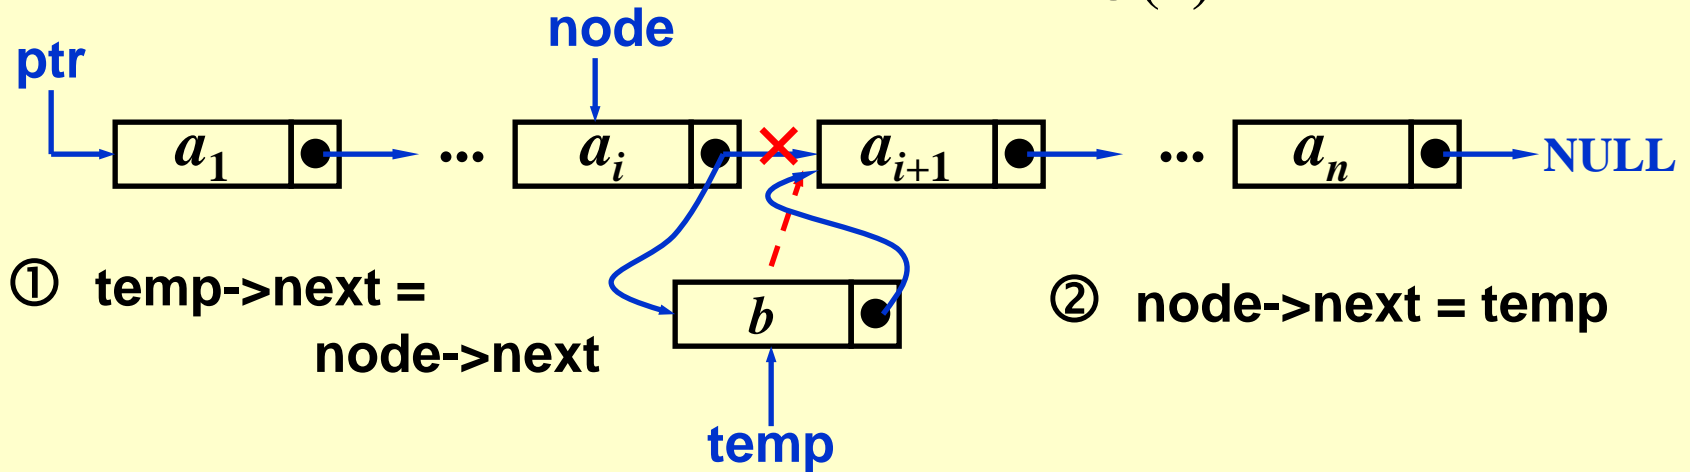 node
ptr
a₁ ... aᵢ aᵢ₊₁ ... aₙ NULL
① temp->next =
node->next
b
② node->next = temp
temp